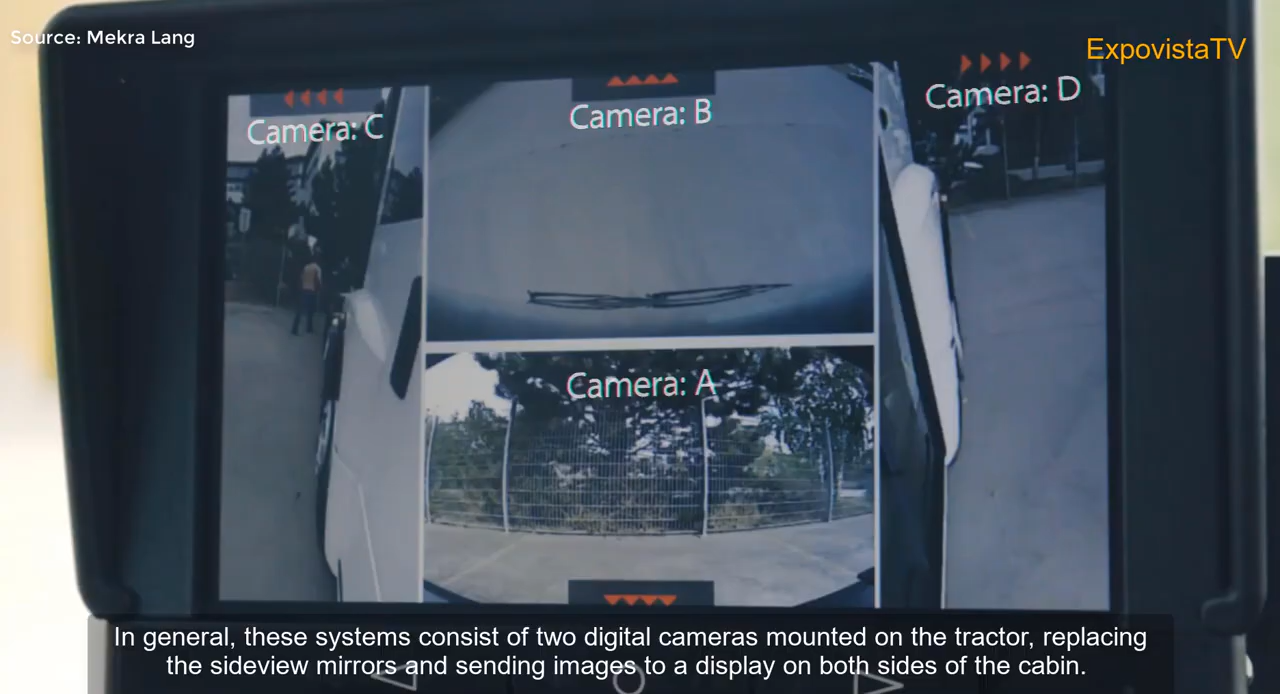 Source: Mekra Lang
ExpovistaTV
Camera: C
Camera: B
Camera: D
Camera: A
In general, these systems consist of two digital cameras mounted on the tractor, replacing
the sideview mirrors and sending images to a display on both sides of the cabin.